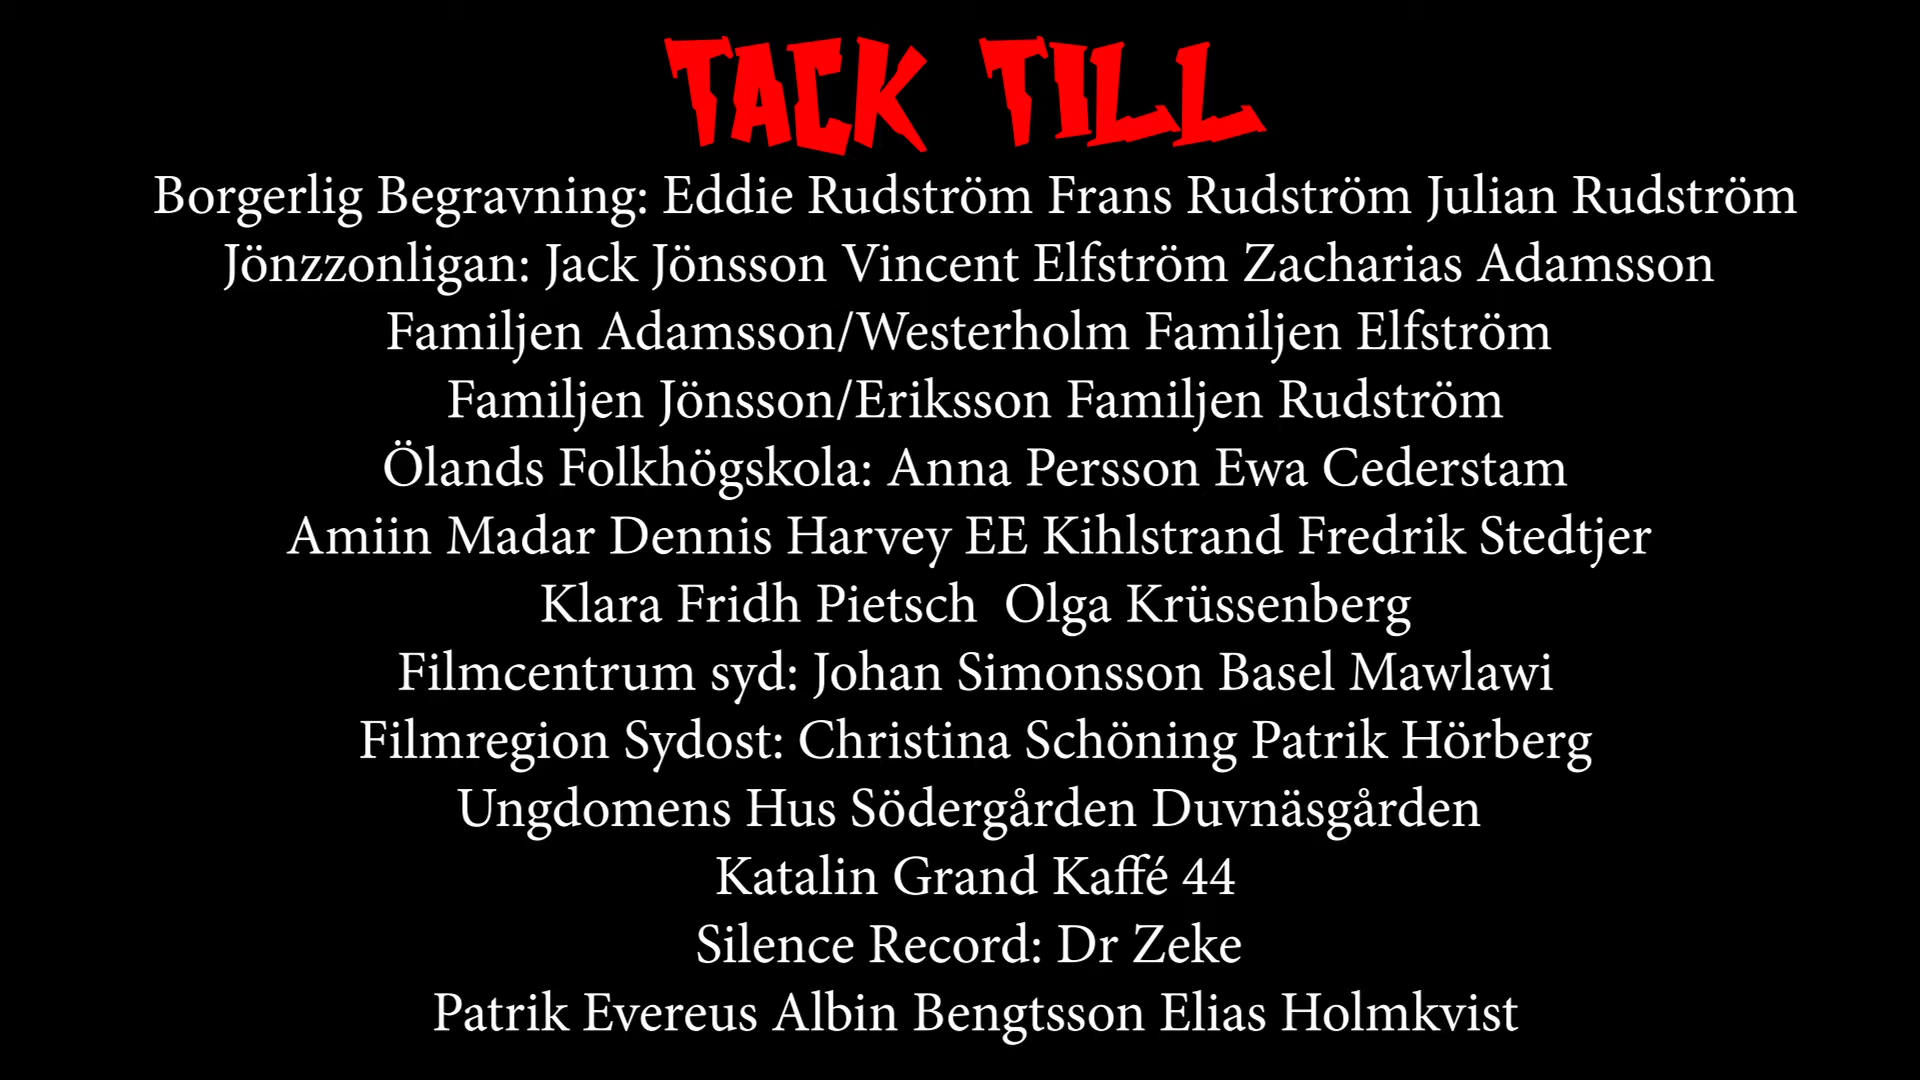 TACK TILL
Borgerlig Begravning: Eddie Rudström Frans Rudström Julian Rudström
Jönzzonligan: Jack Jönsson Vincent Elfström Zacharias Adamsson
Familjen Adamsson/Westerholm Familjen Elfström
Familjen Jönsson/Eriksson Familjen Rudström
Ölands Folkhögskola: Anna Persson Ewa Cederstam
Amiin Madar Dennis Harvey EE Kihlstrand Fredrik Stedtjer
Klara Fridh Pietsch  Olga Krüssenberg
Filmcentrum syd: Johan Simonsson Basel Mawlawi
Filmregion Sydost: Christina Schöning Patrik Hörberg
Ungdomens Hus Södergården Duvnäsgården
Katalin Grand Kaffé 44
Silence Record: Dr Zeke
Patrik Evereus Albin Bengtsson Elias Holmkvist